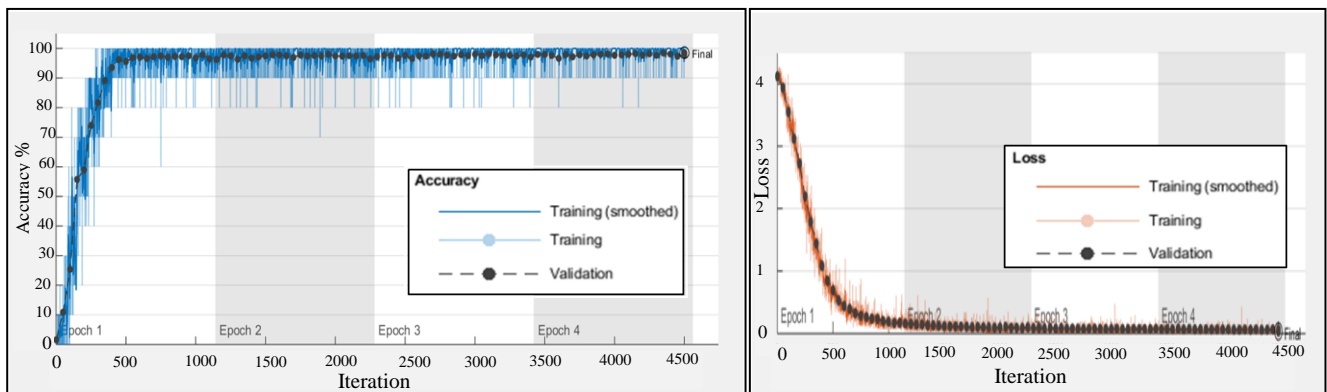 100
90
80
70
60
50
40
30
20
10
0
Accuracy %
Accuracy
Training (smoothed)
Training
Validation
Final
Epoch 1
Epoch 2
Epoch 3
Epoch 4
0 500 1000 1500 2000 2500 3000 3500 4000 4500
Iteration
4
3
2
1
0
Loss
Loss
Training (smoothed)
Training
Validation
Epoch 1
Epoch 2
Epoch 3
Epoch 4
Final
0 500 1000 1500 2000 2500 3000 3500 4000 4500
Iteration